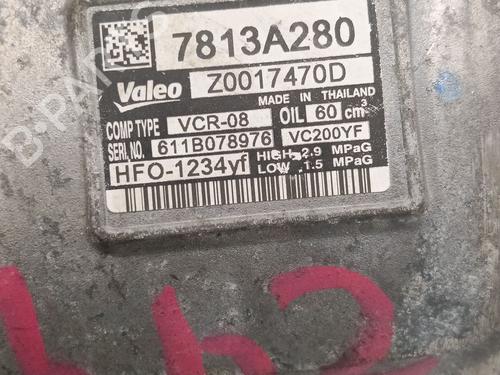 7813A280
Valeo Z0017470D
MADE IN THAILAND
COMP TYPE VCR-08 OIL 60 cm³
SERI. NO. 611B078976 VC200YF
HFO-1234yf HIGH 2.9 MPaG
LOW 1.5 MPaG